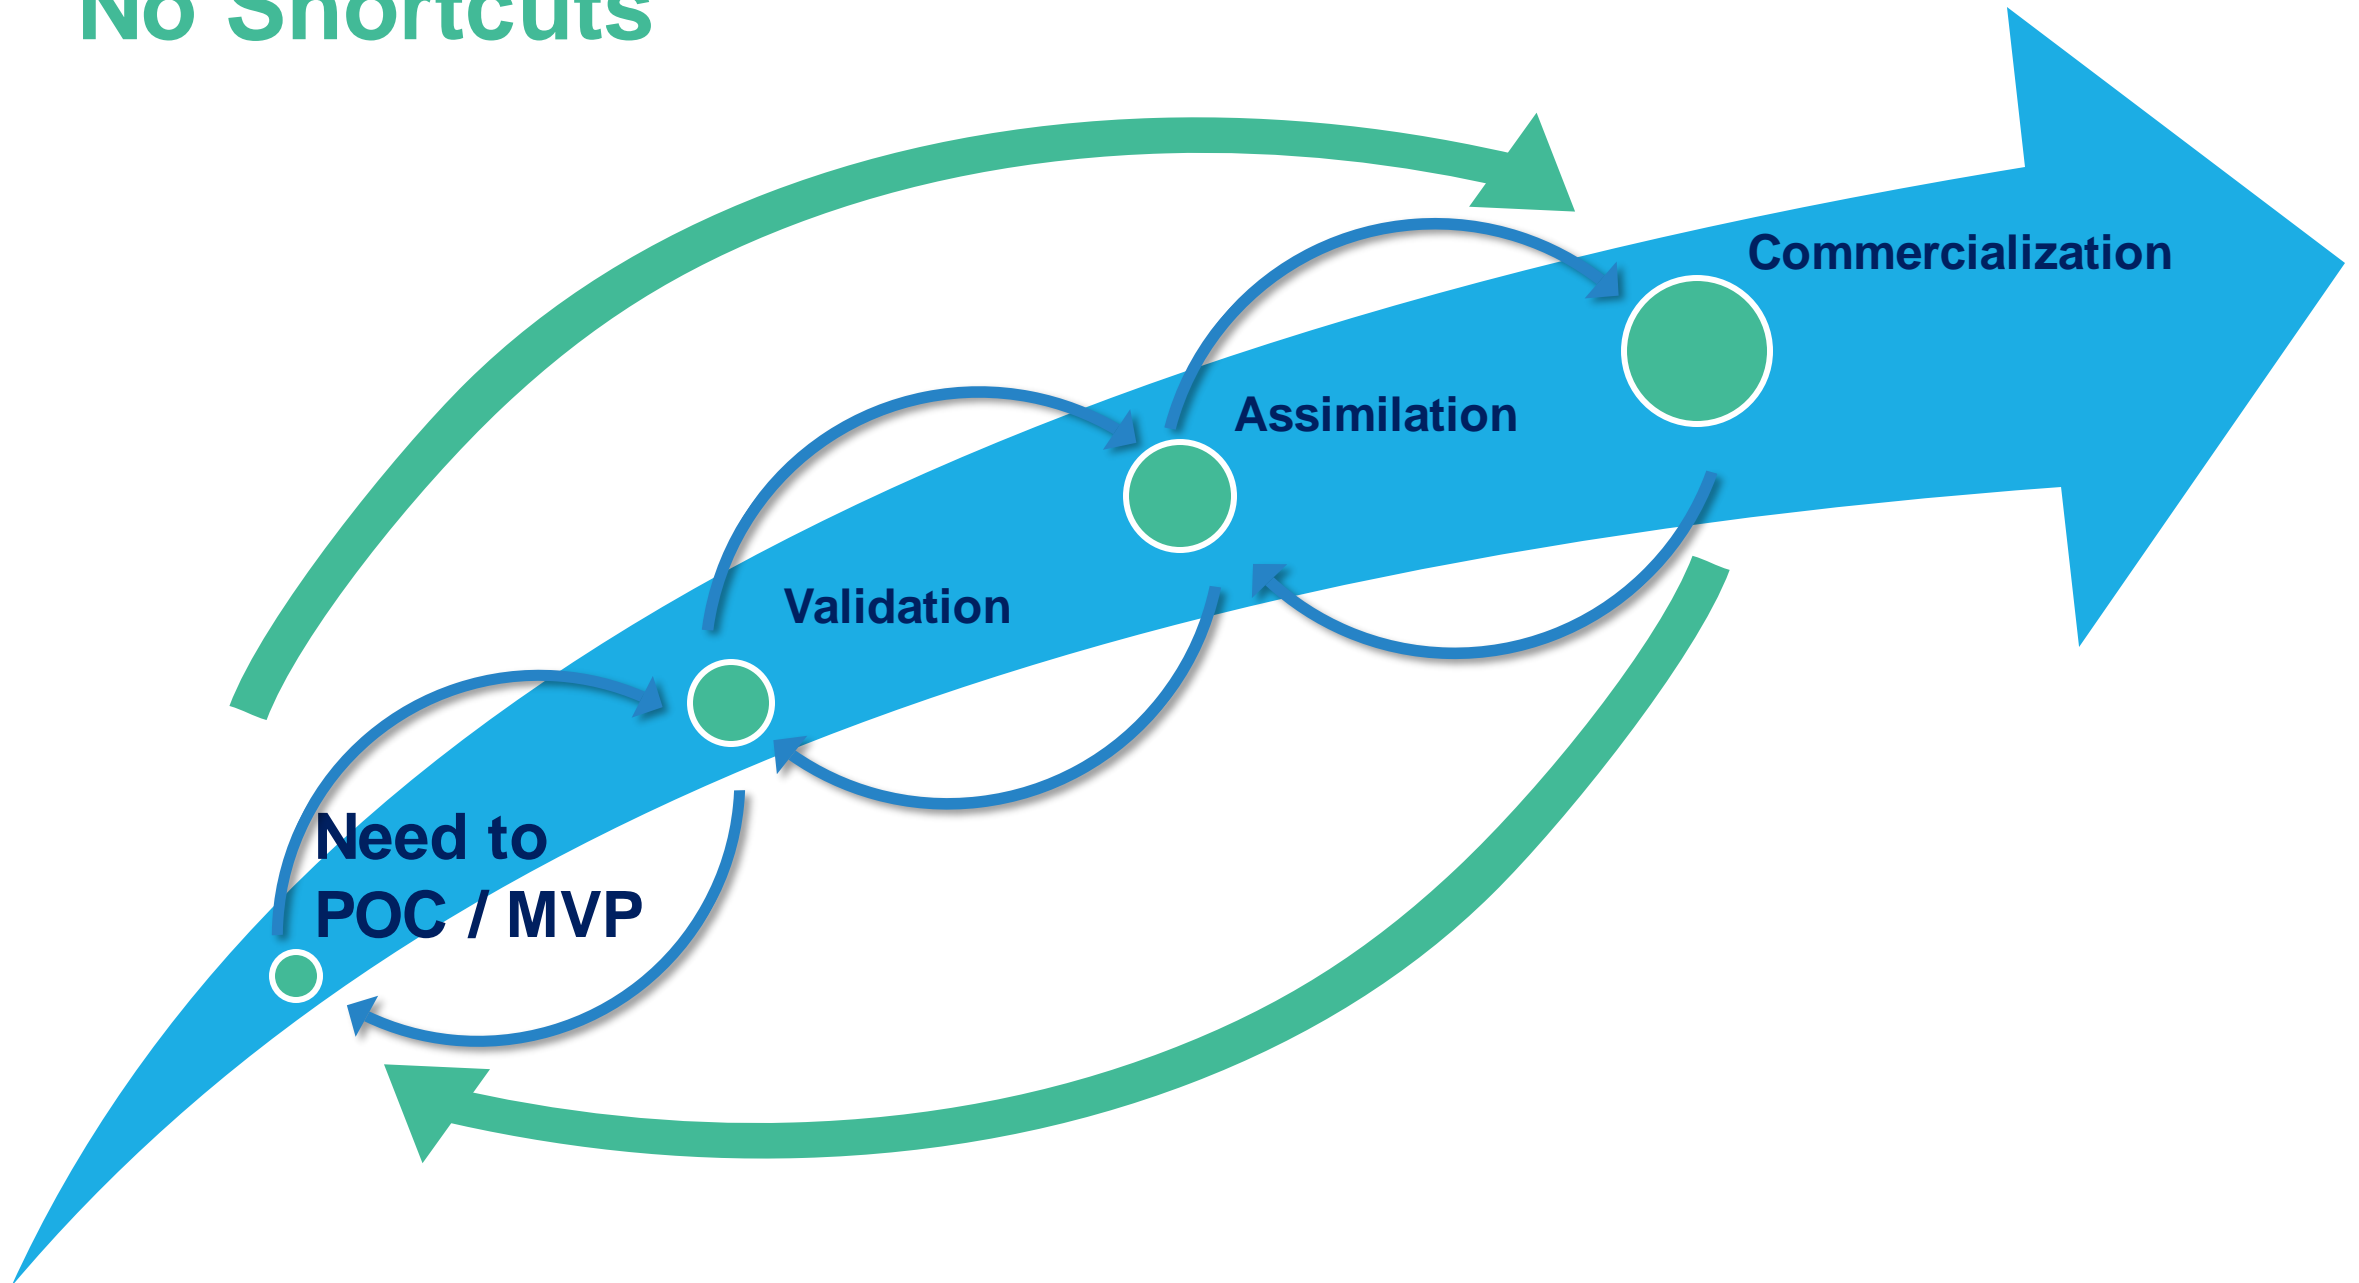 No Shortcuts
Commercialization
Assimilation
Validation
Need to
POC / MVP